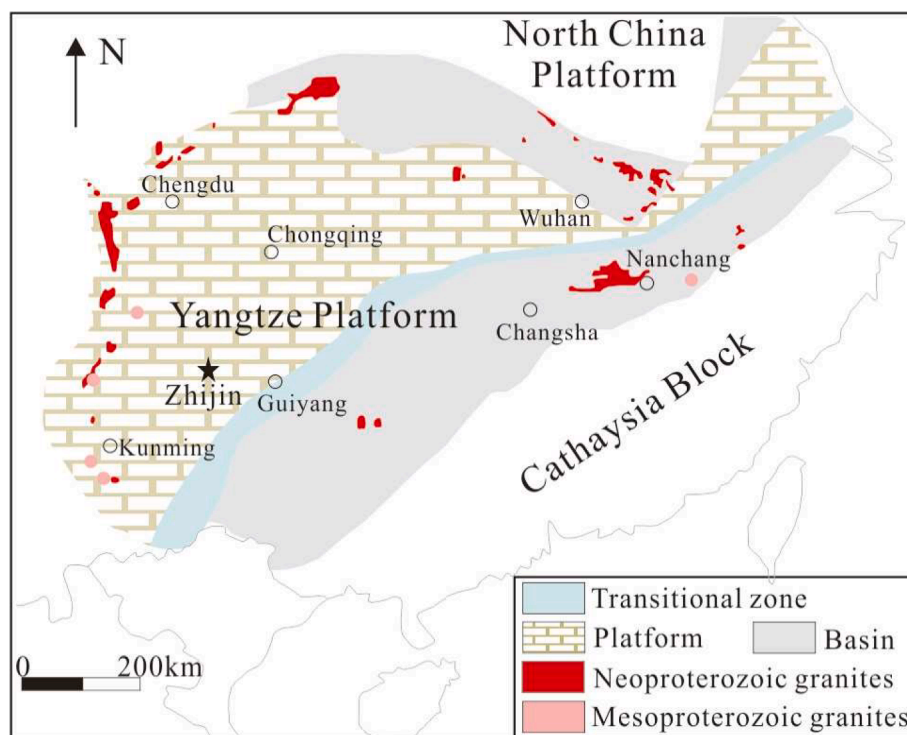 N
North China
Platform
Chengdu
Chongqing
Wuhan
Nanchang
Changsha
Yangtze Platform
Zhijin
Guiyang
Kunming
Cathaysia Block
0 200km
Transitional zone
Platform
Basin
Neoproterozoic granites
Mesoproterozoic granites